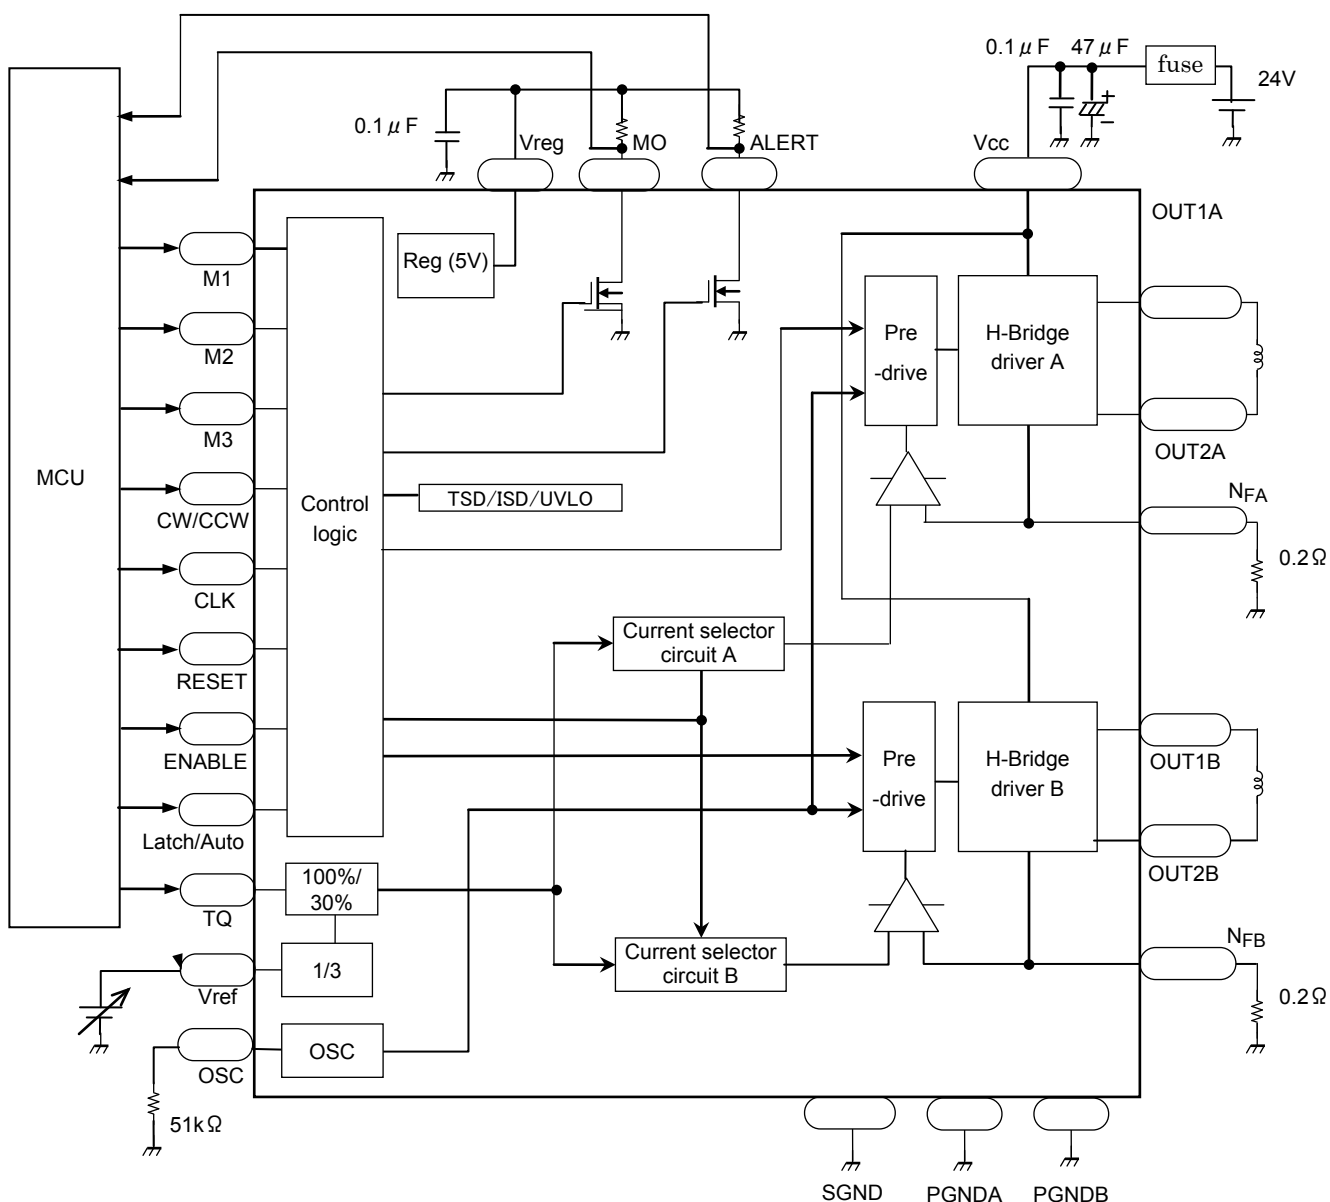 0.1μF
47μF
fuse
24V
0.1μF
Vreg
MO
ALERT
Vcc
OUT1A
M1
Reg (5V)
Pre
-drive
H-Bridge
driver A
M2
M3
OUT2A
MCU
Control
logic
TSD/ISD/UVLO
NFA
CW/CCW
0.2Ω
CLK
Current selector
circuit A
RESET
ENABLE
Pre
-drive
H-Bridge
driver B
OUT1B
Latch/Auto
100%/
30%
OUT2B
TQ
NFB
Current selector
circuit B
1/3
Vref
0.2Ω
OSC
OSC
51kΩ
SGND
PGNDA
PGNDB